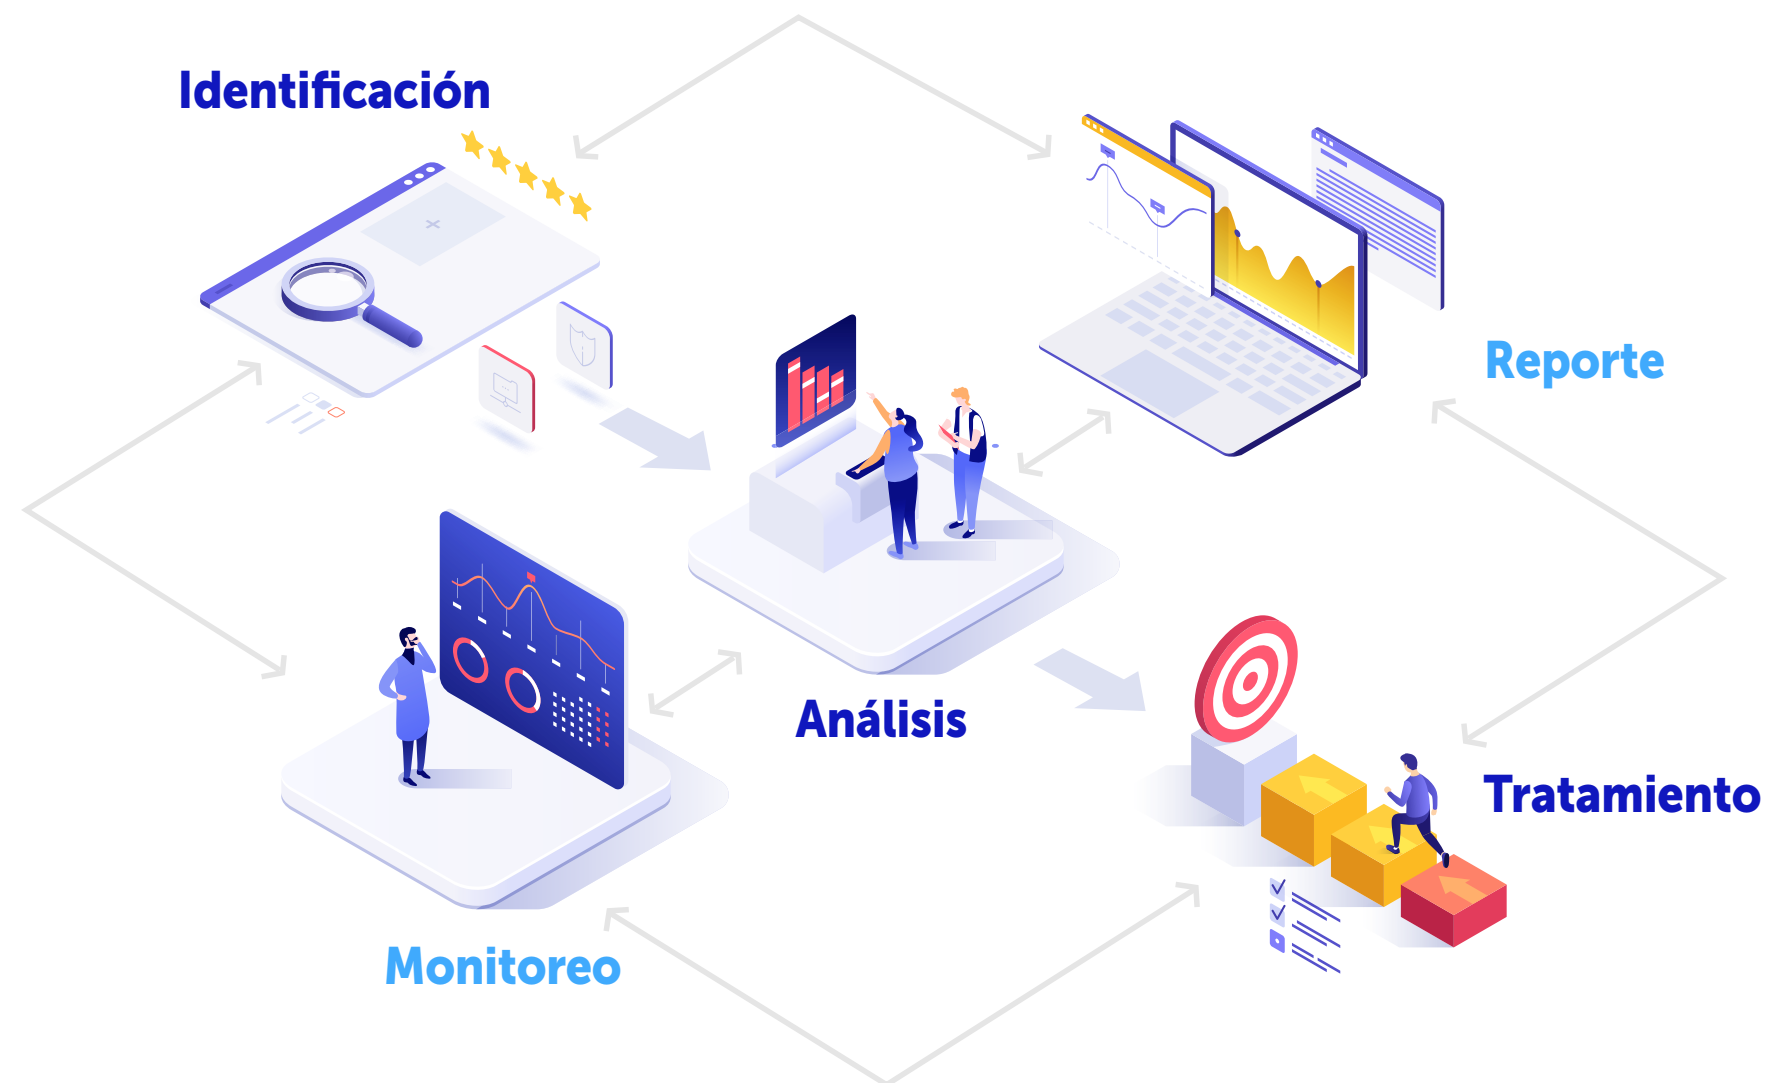 Identificación
Reporte
Análisis
Tratamiento
Monitoreo